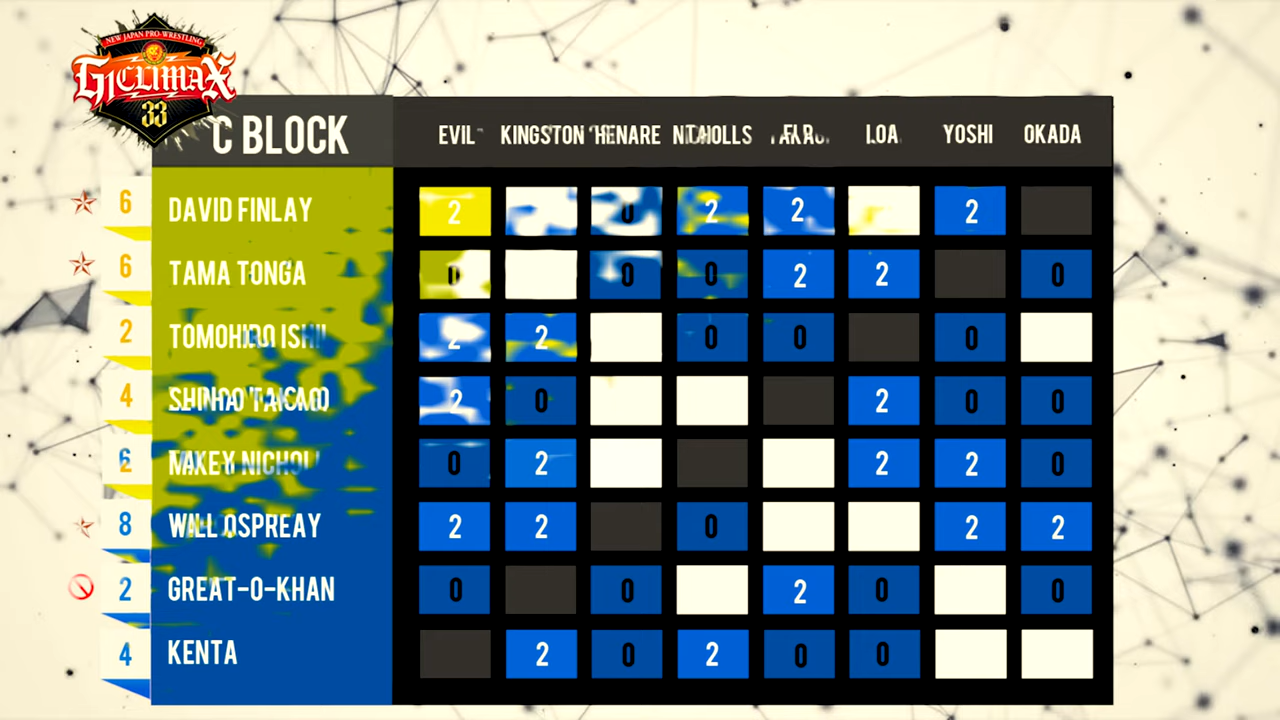 NEW JAPAN PRO-WRESTLING
G1 CLIMAX
33
C BLOCK EVIL KINGSTON HENARE NICHOLLS LOA YOSHI OKADA
6 DAVID FINLAY 2 0 2 2 2
6 TAMA TONGA 0 0 0 2 2 0
2 2 2 0 0 0
4 2 0 2 0 0
0 2 2 2 0
8 WILL OSPREAY 2 2 0 2 2
2 GREAT-O-KHAN 0 0 2 0 0
4 KENTA 2 0 2 0 0